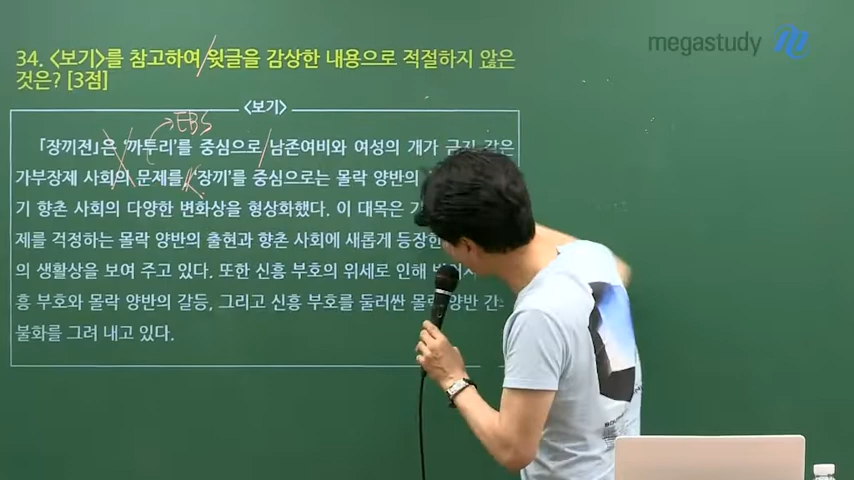 megastudy
34. <보기>를 참고하여 윗글을 감상한 내용으로 적절하지 않은
것은? [3점]
<보기>
EBS
「장끼전」은 '까투리'를 중심으로 남존여비와 여성의 개가 금지 같은
가부장제 사회의 문제를, '장끼'를 중심으로는 몰락 양반의
기 향촌 사회의 다양한 변화상을 형상화했다. 이 대목은
제를 걱정하는 몰락 양반의 출현과 향촌 사회에 새롭게 등장한
의 생활상을 보여 주고 있다. 또한 신흥 부호의 위세로 인해
흥 부호와 몰락 양반의 갈등, 그리고 신흥 부호를 둘러싼 몰락 양반 간의
불화를 그려 내고 있다.